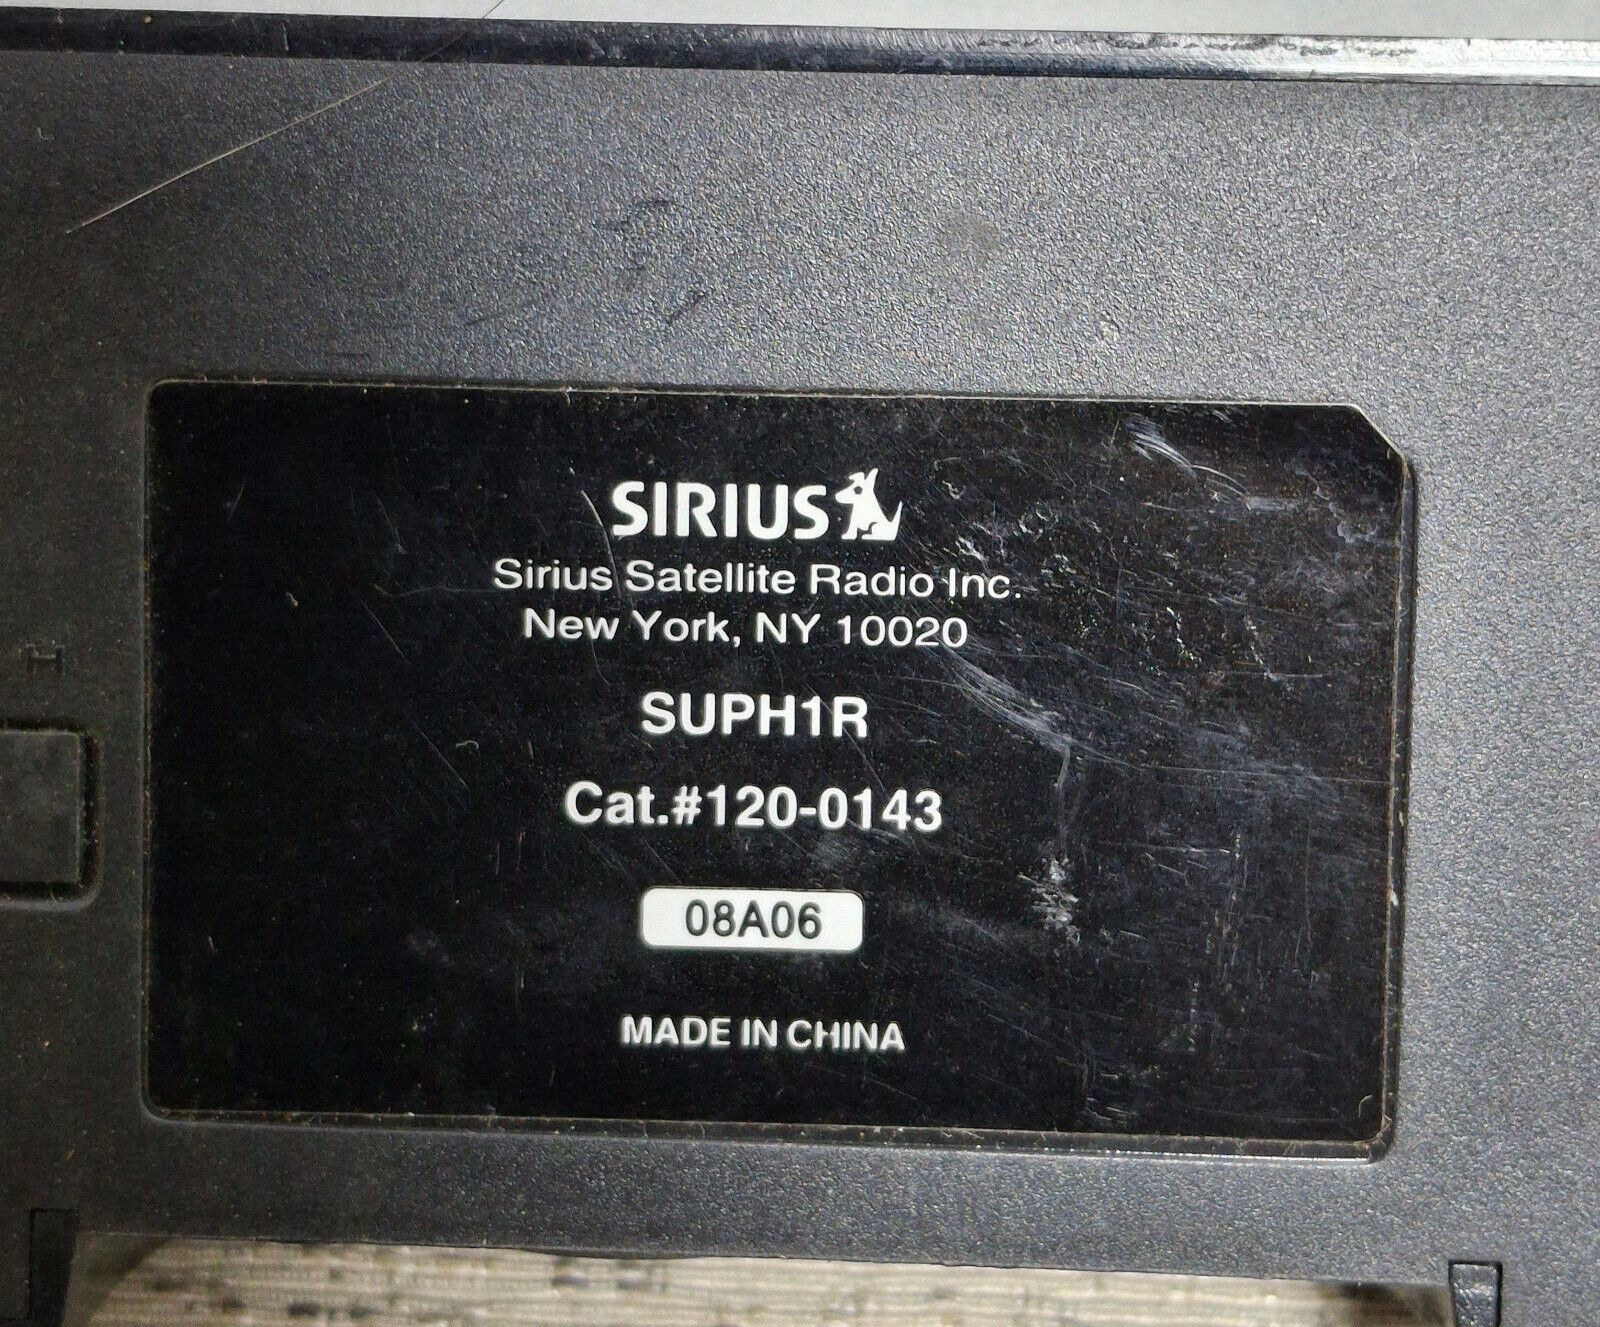 SIRIUS
Sirius Satellite Radio Inc.
New York, NY 10020
SUPH1R
Cat.#120-0143
08A06
MADE IN CHINA
H